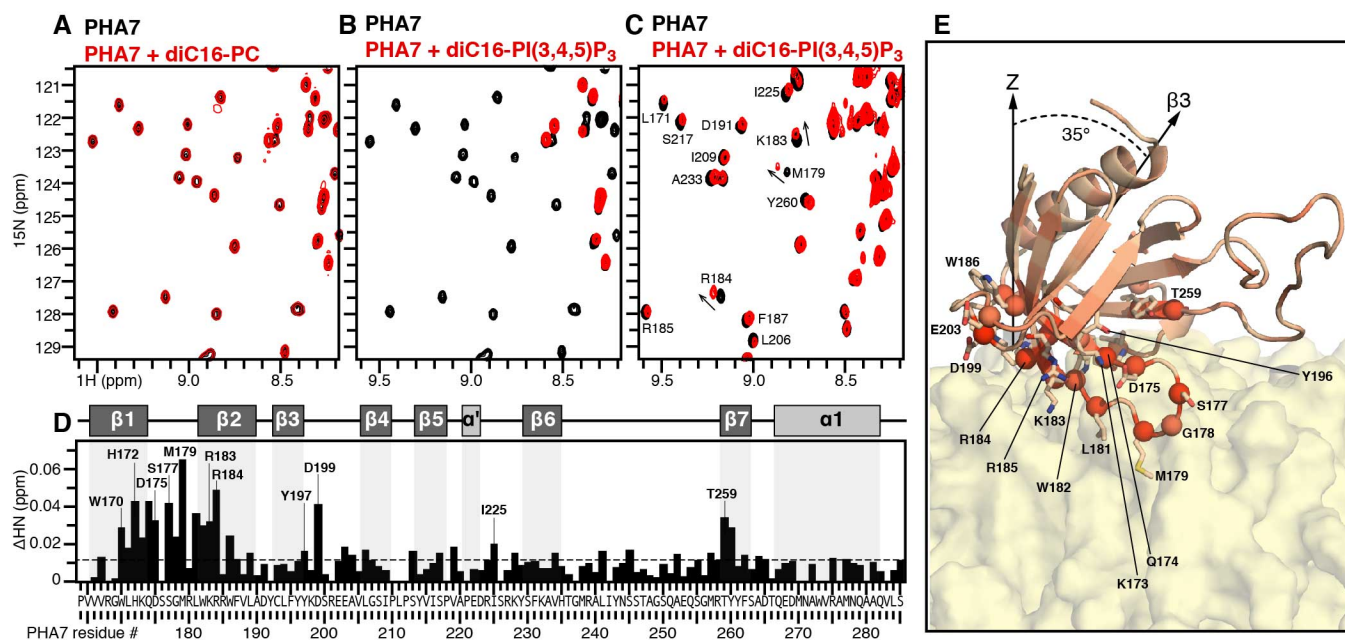 A PHA7
PHA7 + diC16-PC
B PHA7
PHA7 + diC16-PI(3,4,5)P3
C PHA7
PHA7 + diC16-PI(3,4,5)P3
E
15N (ppm)
121
122
123
124
125
126
127
128
129
1H (ppm)
9.0
8.5
9.5
9.0
8.5
9.5
9.0
8.5
I225
L171
S217
D191
K183
I209
A233
M179
Y260
R184
R185
F187
L206
Z
35°
β3
W186
E203
D199
T259
Y196
D175
S177
G178
K183
R184
L181
M179
R185
W182
Q174
K173
D
β1
β2
β3
β4
β5
α'
β6
β7
α1
ΔHN (ppm)
0.06
0.04
0.02
0
W170
H172
D175
S177
M179
R183
R184
Y197
D199
I225
T259
PVVVRGWLHKQDSSGMRLWKRRWFVLADYCLFYYKDSREEAVLGSIPLPSYVISPVAPEDRISRKYSFKAVHTGMRALIYNSSTAGSQAEQSGMRTYYFSADTQEDMNAWVRAMNQAAQVLS
PHA7 residue #
180
190
200
210
220
230
240
250
260
270
280